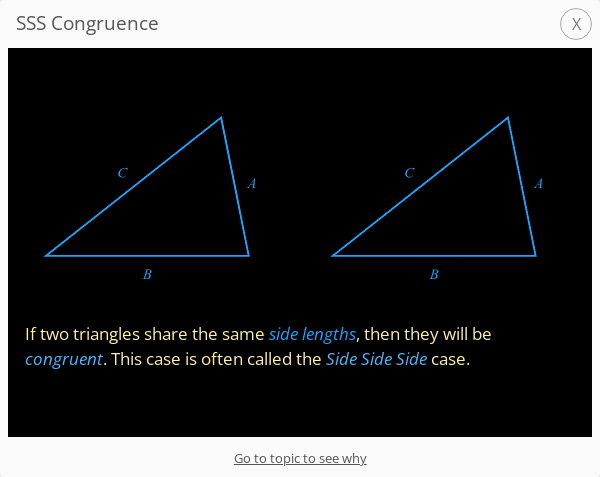 SSS Congruence
X
C
A
B
C
A
B
If two triangles share the same side lengths, then they will be
congruent. This case is often called the Side Side Side case.
Go to topic to see why